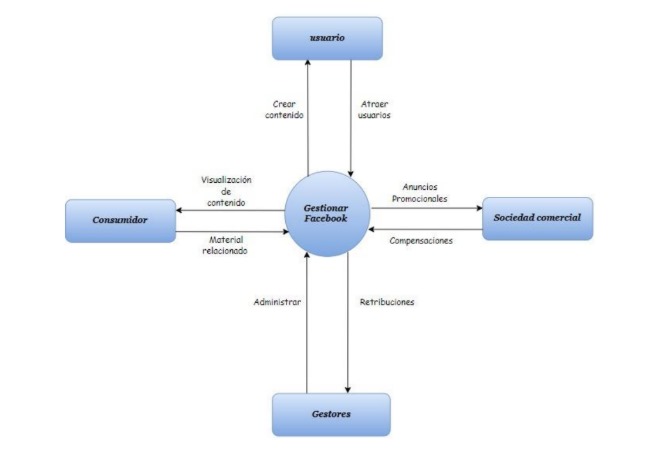 usuario
Crear
contenido
Atraer
usuarios
Visualización
de
contenido
Anuncios
Promocionales
Consumidor
Gestionar
Facebook
Sociedad comercial
Material
relacionado
Compensaciones
Administrar
Retribuciones
Gestores